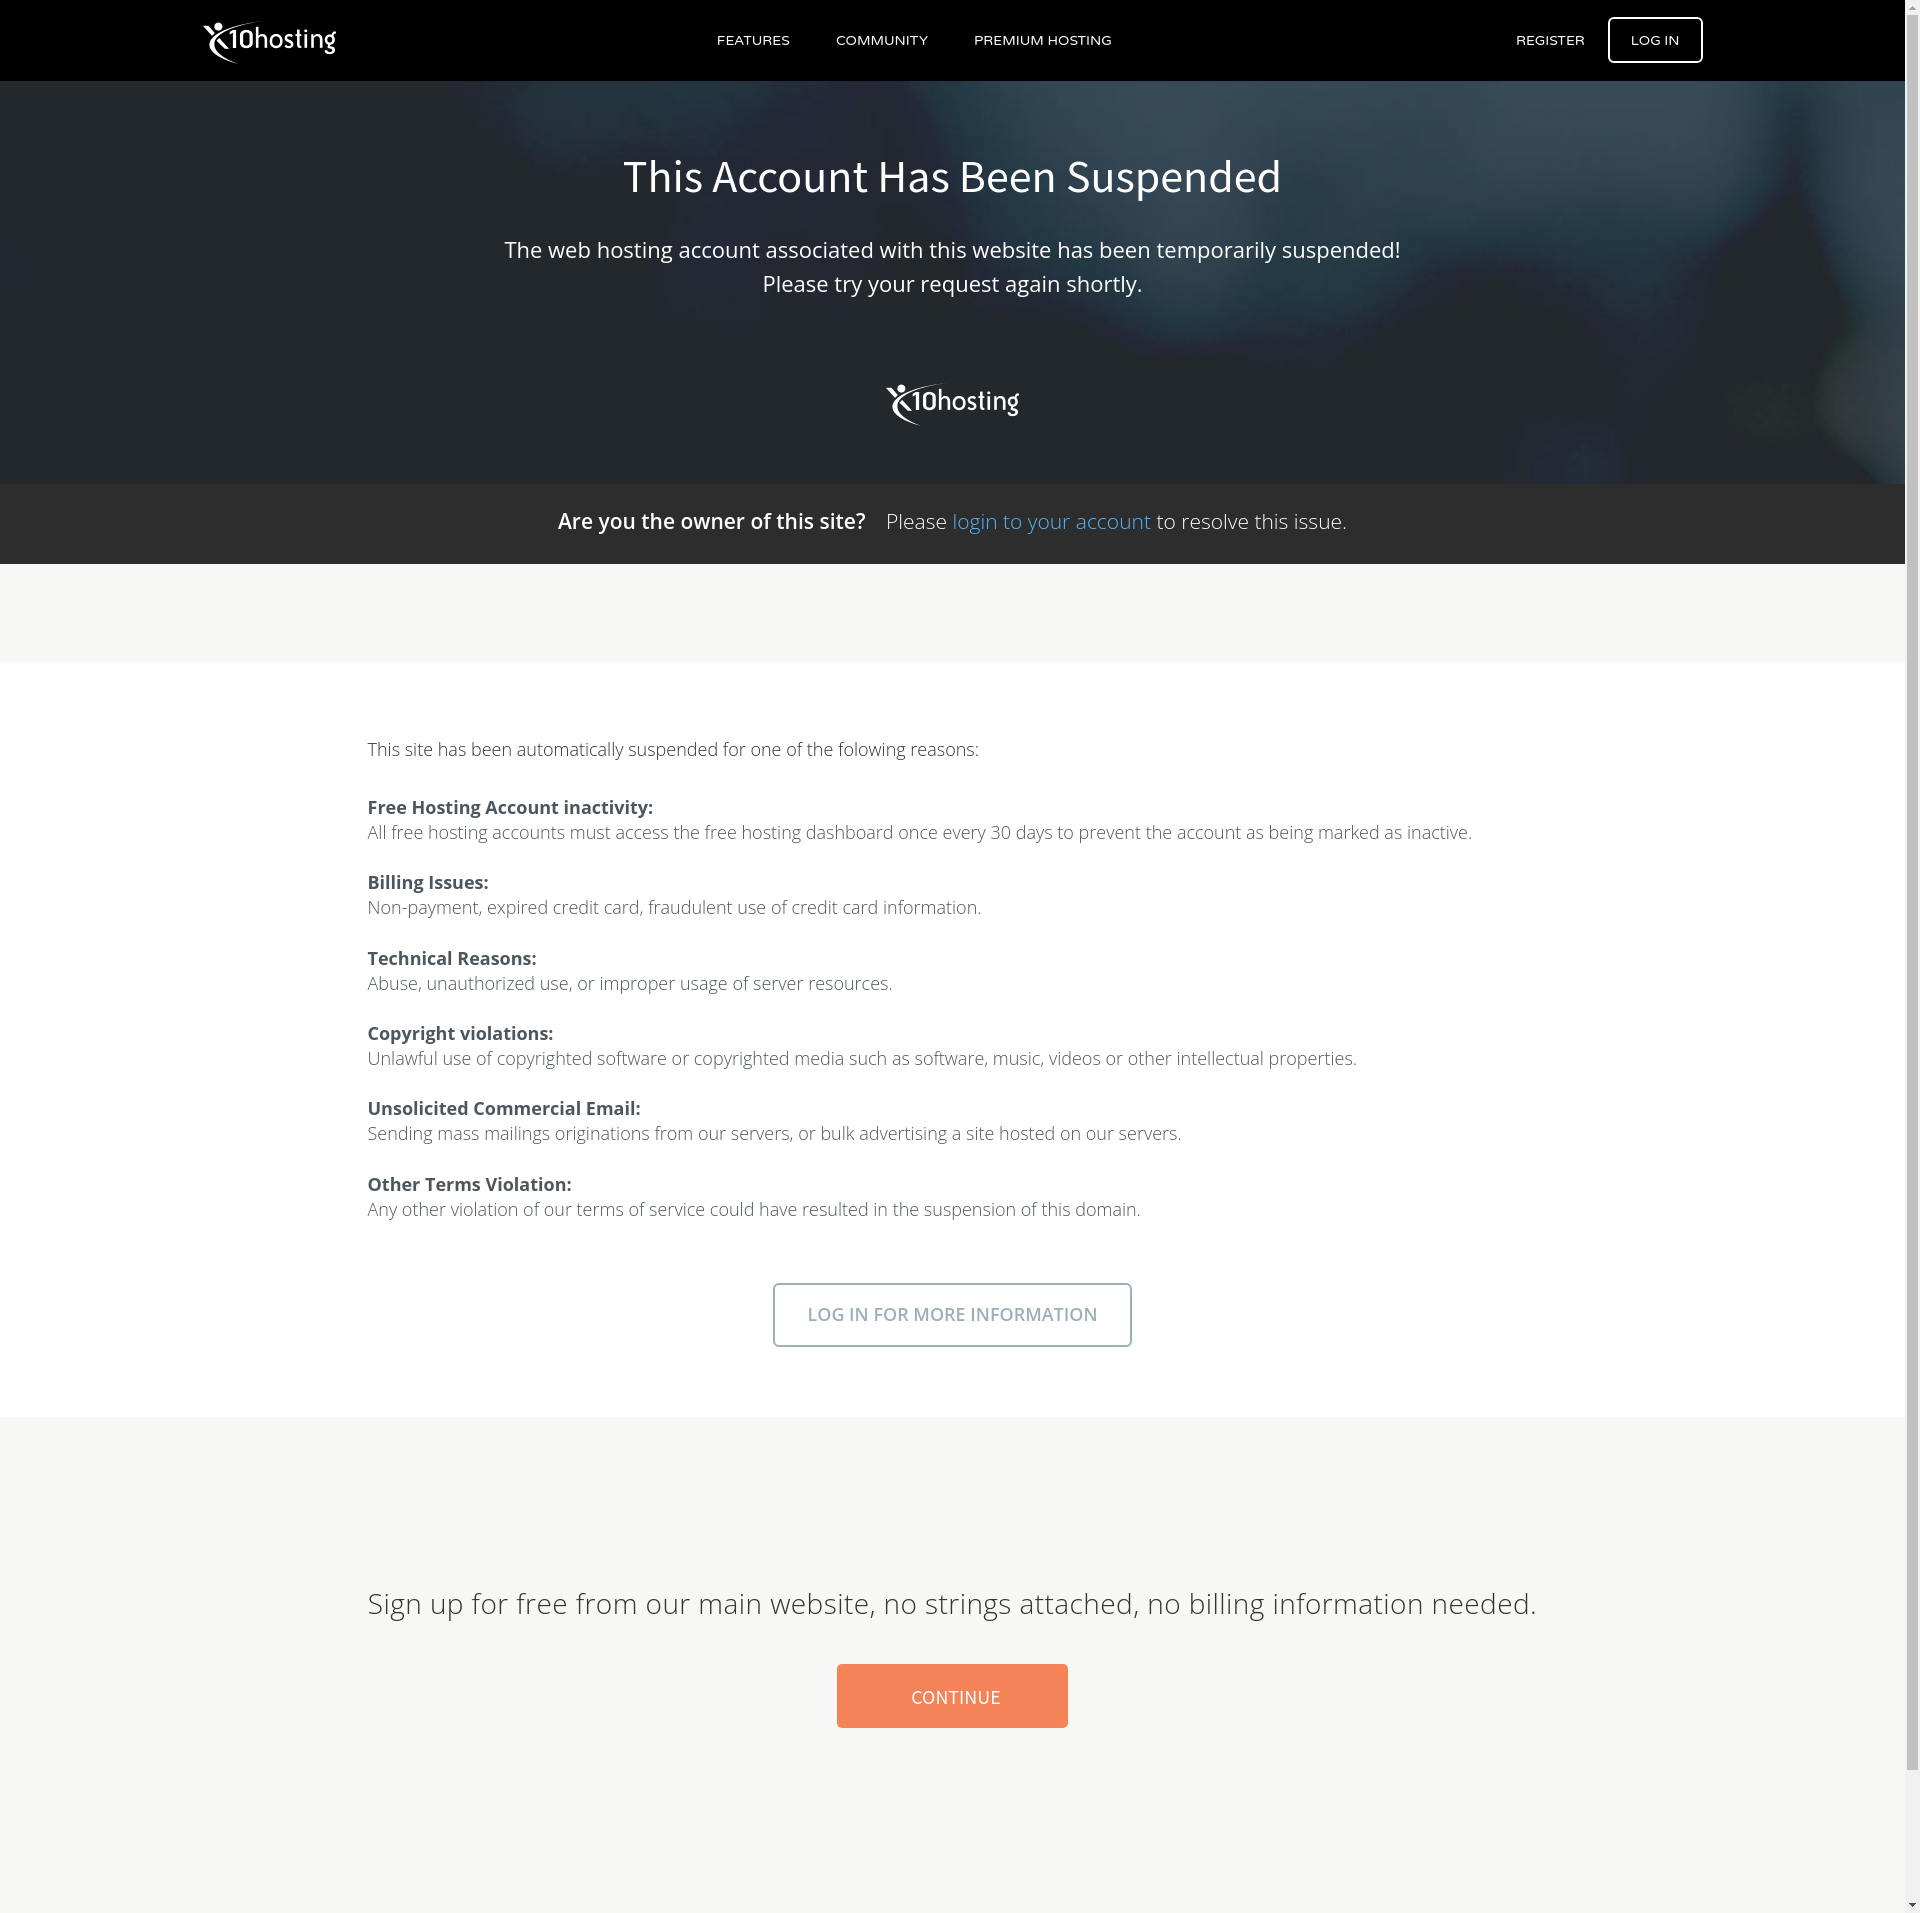 x10hosting
FEATURES
COMMUNITY
PREMIUM HOSTING
REGISTER
LOG IN
This Account Has Been Suspended
The web hosting account associated with this website has been temporarily suspended!
Please try your request again shortly.
x10hosting
Are you the owner of this site? Please login to your account to resolve this issue.
This site has been automatically suspended for one of the folowing reasons:
Free Hosting Account inactivity:
All free hosting accounts must access the free hosting dashboard once every 30 days to prevent the account as being marked as inactive.
Billing Issues:
Non-payment, expired credit card, fraudulent use of credit card information.
Technical Reasons:
Abuse, unauthorized use, or improper usage of server resources.
Copyright violations:
Unlawful use of copyrighted software or copyrighted media such as software, music, videos or other intellectual properties.
Unsolicited Commercial Email:
Sending mass mailings originations from our servers, or bulk advertising a site hosted on our servers.
Other Terms Violation:
Any other violation of our terms of service could have resulted in the suspension of this domain.
LOG IN FOR MORE INFORMATION
Sign up for free from our main website, no strings attached, no billing information needed.
CONTINUE